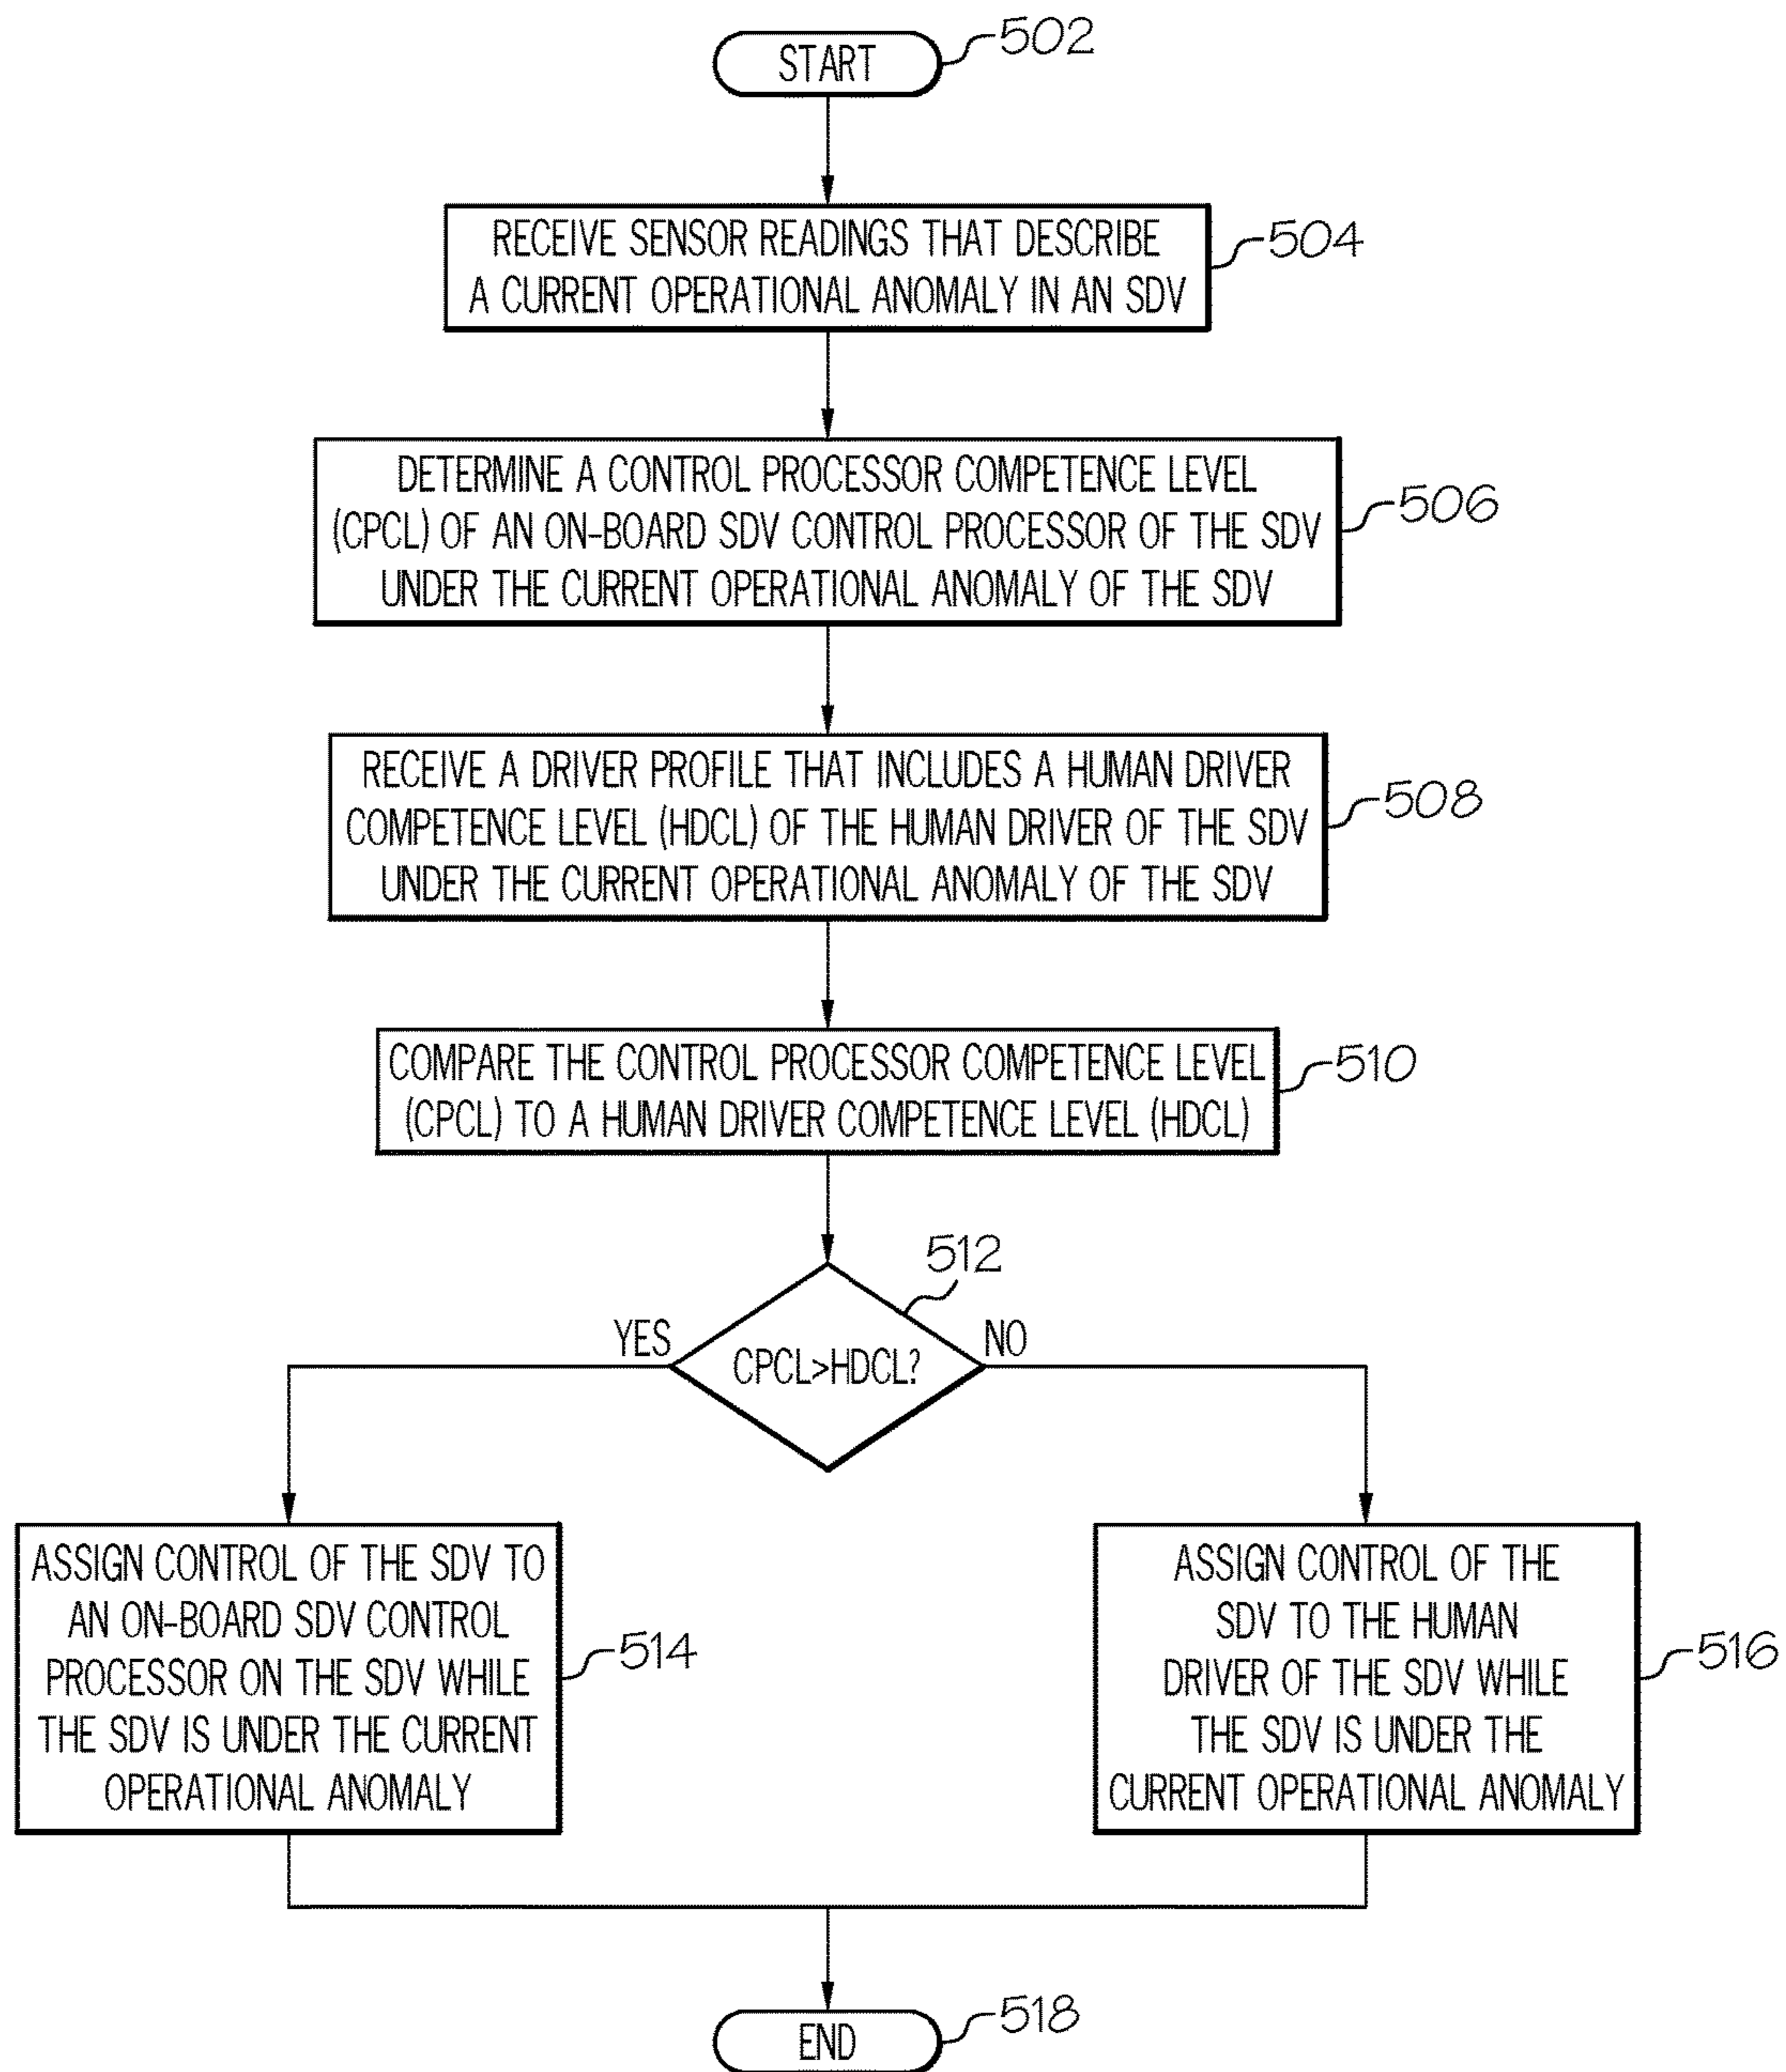 START
502
RECEIVE SENSOR READINGS THAT DESCRIBE
A CURRENT OPERATIONAL ANOMALY IN AN SDV
504
DETERMINE A CONTROL PROCESSOR COMPETENCE LEVEL
(CPCL) OF AN ON-BOARD SDV CONTROL PROCESSOR OF THE SDV
UNDER THE CURRENT OPERATIONAL ANOMALY OF THE SDV
506
RECEIVE A DRIVER PROFILE THAT INCLUDES A HUMAN DRIVER
COMPETENCE LEVEL (HDCL) OF THE HUMAN DRIVER OF THE SDV
UNDER THE CURRENT OPERATIONAL ANOMALY OF THE SDV
508
COMPARE THE CONTROL PROCESSOR COMPETENCE LEVEL
(CPCL) TO A HUMAN DRIVER COMPETENCE LEVEL (HDCL)
510
512
YES
CPCL>HDCL?
NO
ASSIGN CONTROL OF THE SDV TO
AN ON-BOARD SDV CONTROL
PROCESSOR ON THE SDV WHILE
THE SDV IS UNDER THE CURRENT
OPERATIONAL ANOMALY
514
ASSIGN CONTROL OF THE
SDV TO THE HUMAN
DRIVER OF THE SDV WHILE
THE SDV IS UNDER THE
CURRENT OPERATIONAL ANOMALY
516
END
518